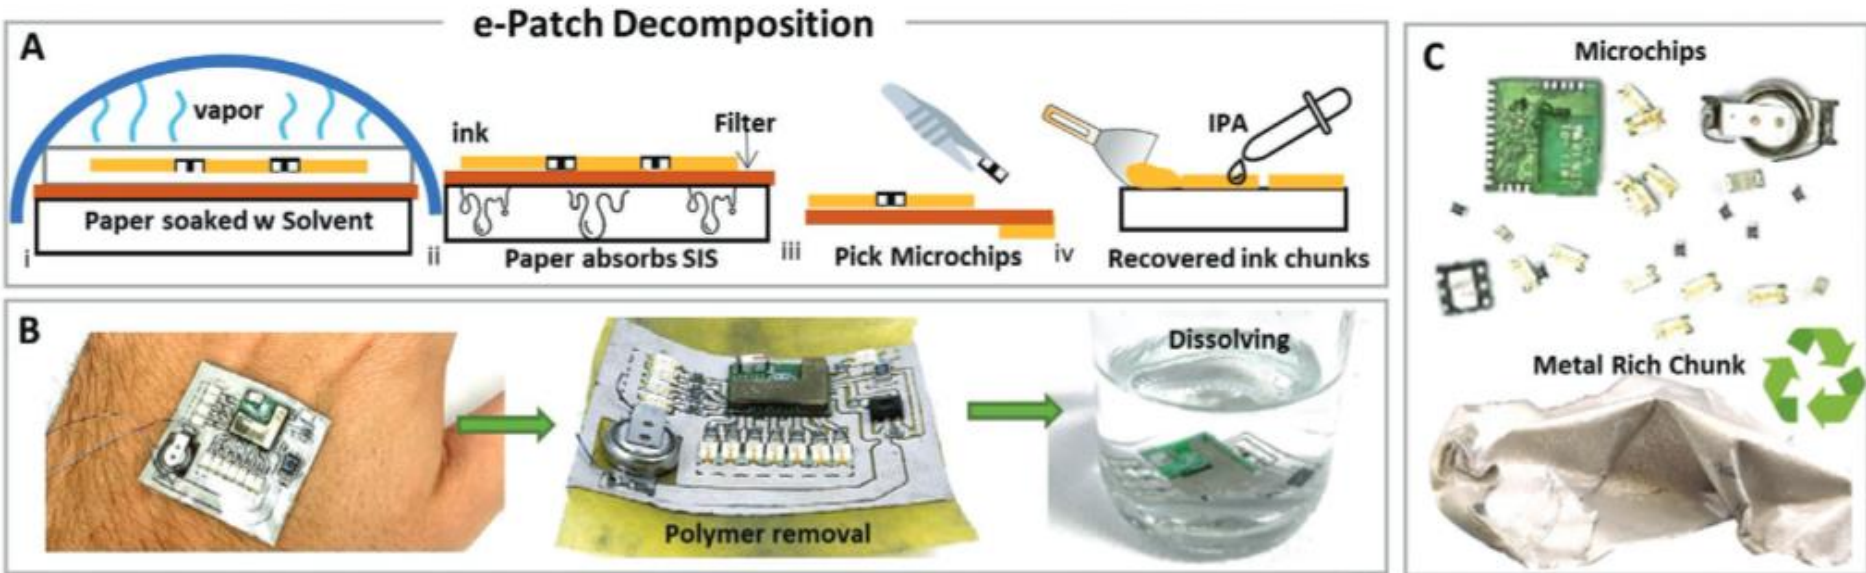 e-Patch Decomposition
A
vapor
Paper soaked w Solvent
i
ink
Filter
Paper absorbs SIS
ii
Pick Microchips
iii
IPA
Recovered ink chunks
iv
B
Polymer removal
Dissolving
C
Microchips
Metal Rich Chunk